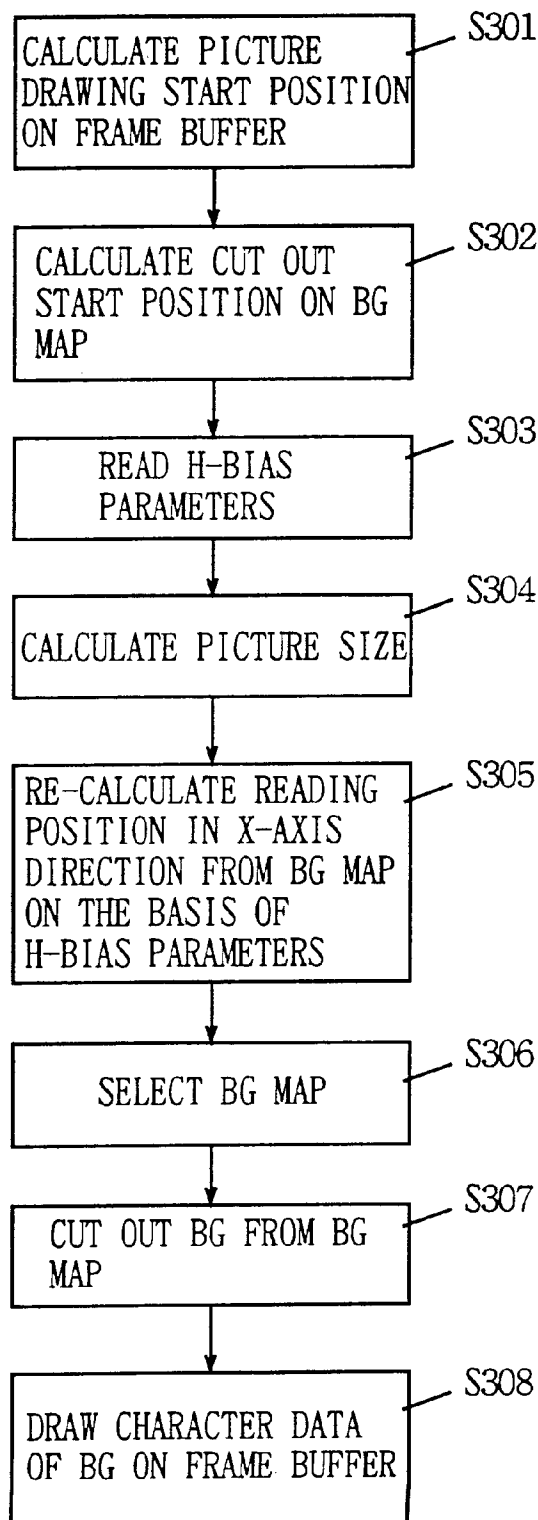 S301
CALCULATE PICTURE
DRAWING START POSITION
ON FRAME BUFFER
S302
CALCULATE CUT OUT
START POSITION ON BG
MAP
S303
READ H-BIAS
PARAMETERS
S304
CALCULATE PICTURE SIZE
S305
RE-CALCULATE READING
POSITION IN X-AXIS
DIRECTION FROM BG MAP
ON THE BASIS OF
H-BIAS PARAMETERS
S306
SELECT BG MAP
S307
CUT OUT BG FROM BG
MAP
S308
DRAW CHARACTER DATA
OF BG ON FRAME BUFFER